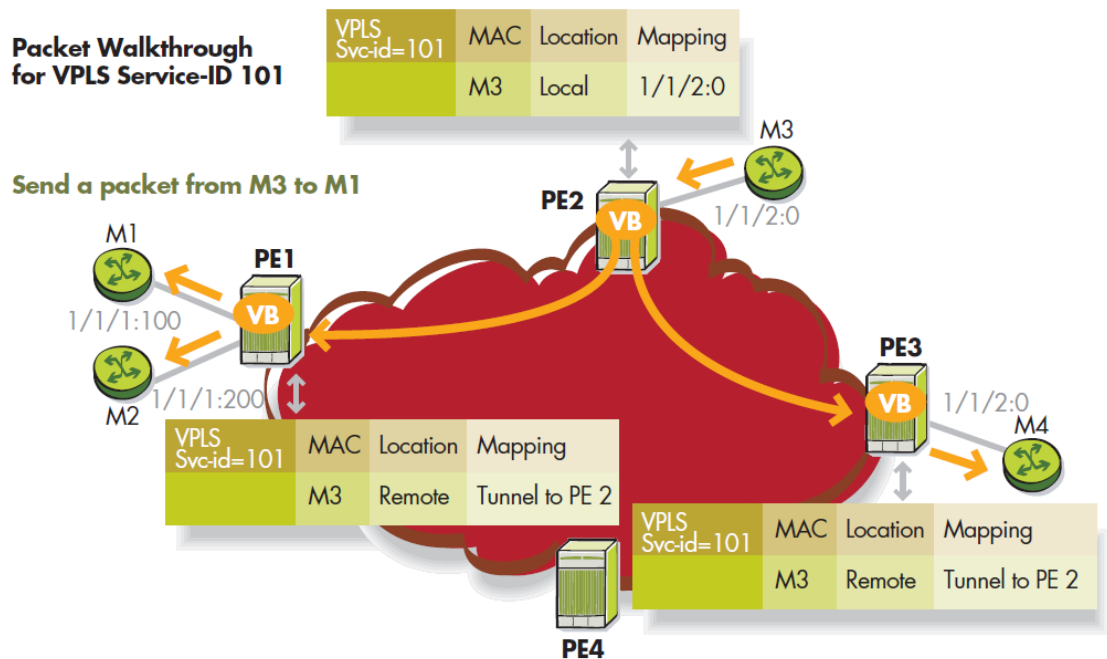 Packet Walkthrough
for VPLS Service-ID 101
VPLS
Svc-id=101 MAC Location Mapping
M3 Local 1/1/2:0
Send a packet from M3 to M1
M3
PE2
VB
1/1/2:0
M1
PE1
VB
1/1/1:100
M2
1/1/1:200
PE3
VB
1/1/2:0
M4
VPLS
Svc-id=101 MAC Location Mapping
M3 Remote Tunnel to PE 2
VPLS
Svc-id=101 MAC Location Mapping
M3 Remote Tunnel to PE 2
PE4